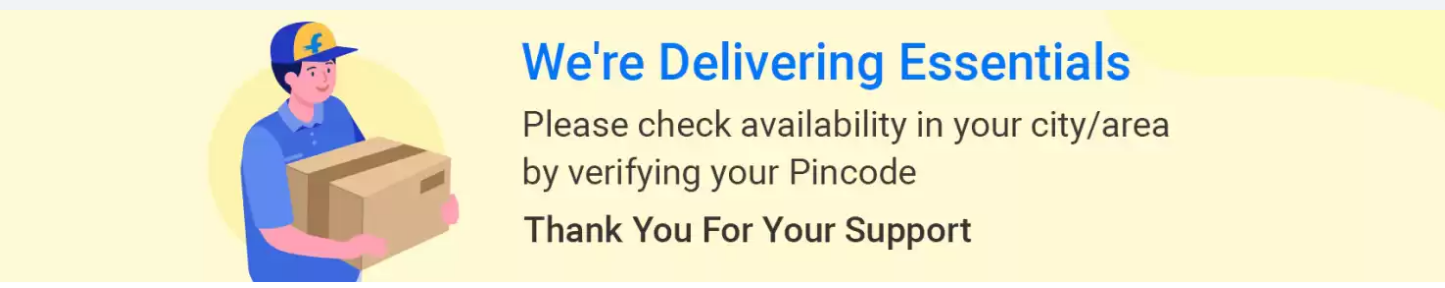 We're Delivering Essentials
Please check availability in your city/area
by verifying your Pincode
Thank You For Your Support